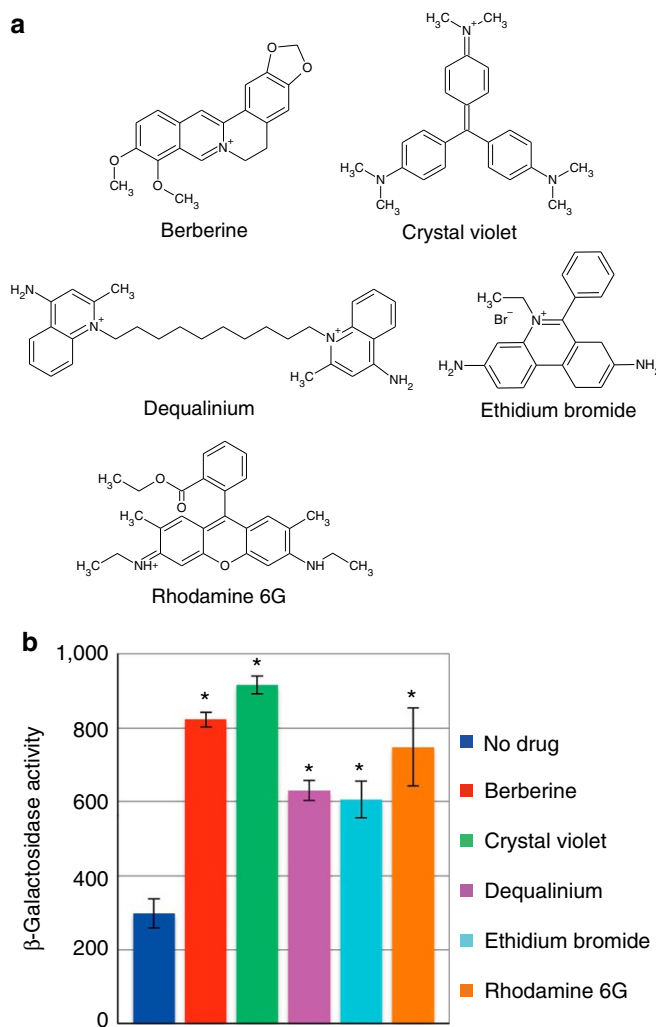 a
O
O
N+
O
CH3
O
CH3
Berberine
H3C
N+
CH3
H3C
N
CH3
N
CH3
CH3
Crystal violet
H2N
CH3
N+
N+
H3C
NH2
Dequalinium
H3C
Br−
N+
H2N
NH2
Ethidium bromide
H3C
O
O
H3C
CH3
H3C
NH+
O
NH
CH3
Rhodamine 6G
b
β-Galactosidase activity
1,000
800
600
400
200
0
*
*
*
*
*
No drug
Berberine
Crystal violet
Dequalinium
Ethidium bromide
Rhodamine 6G